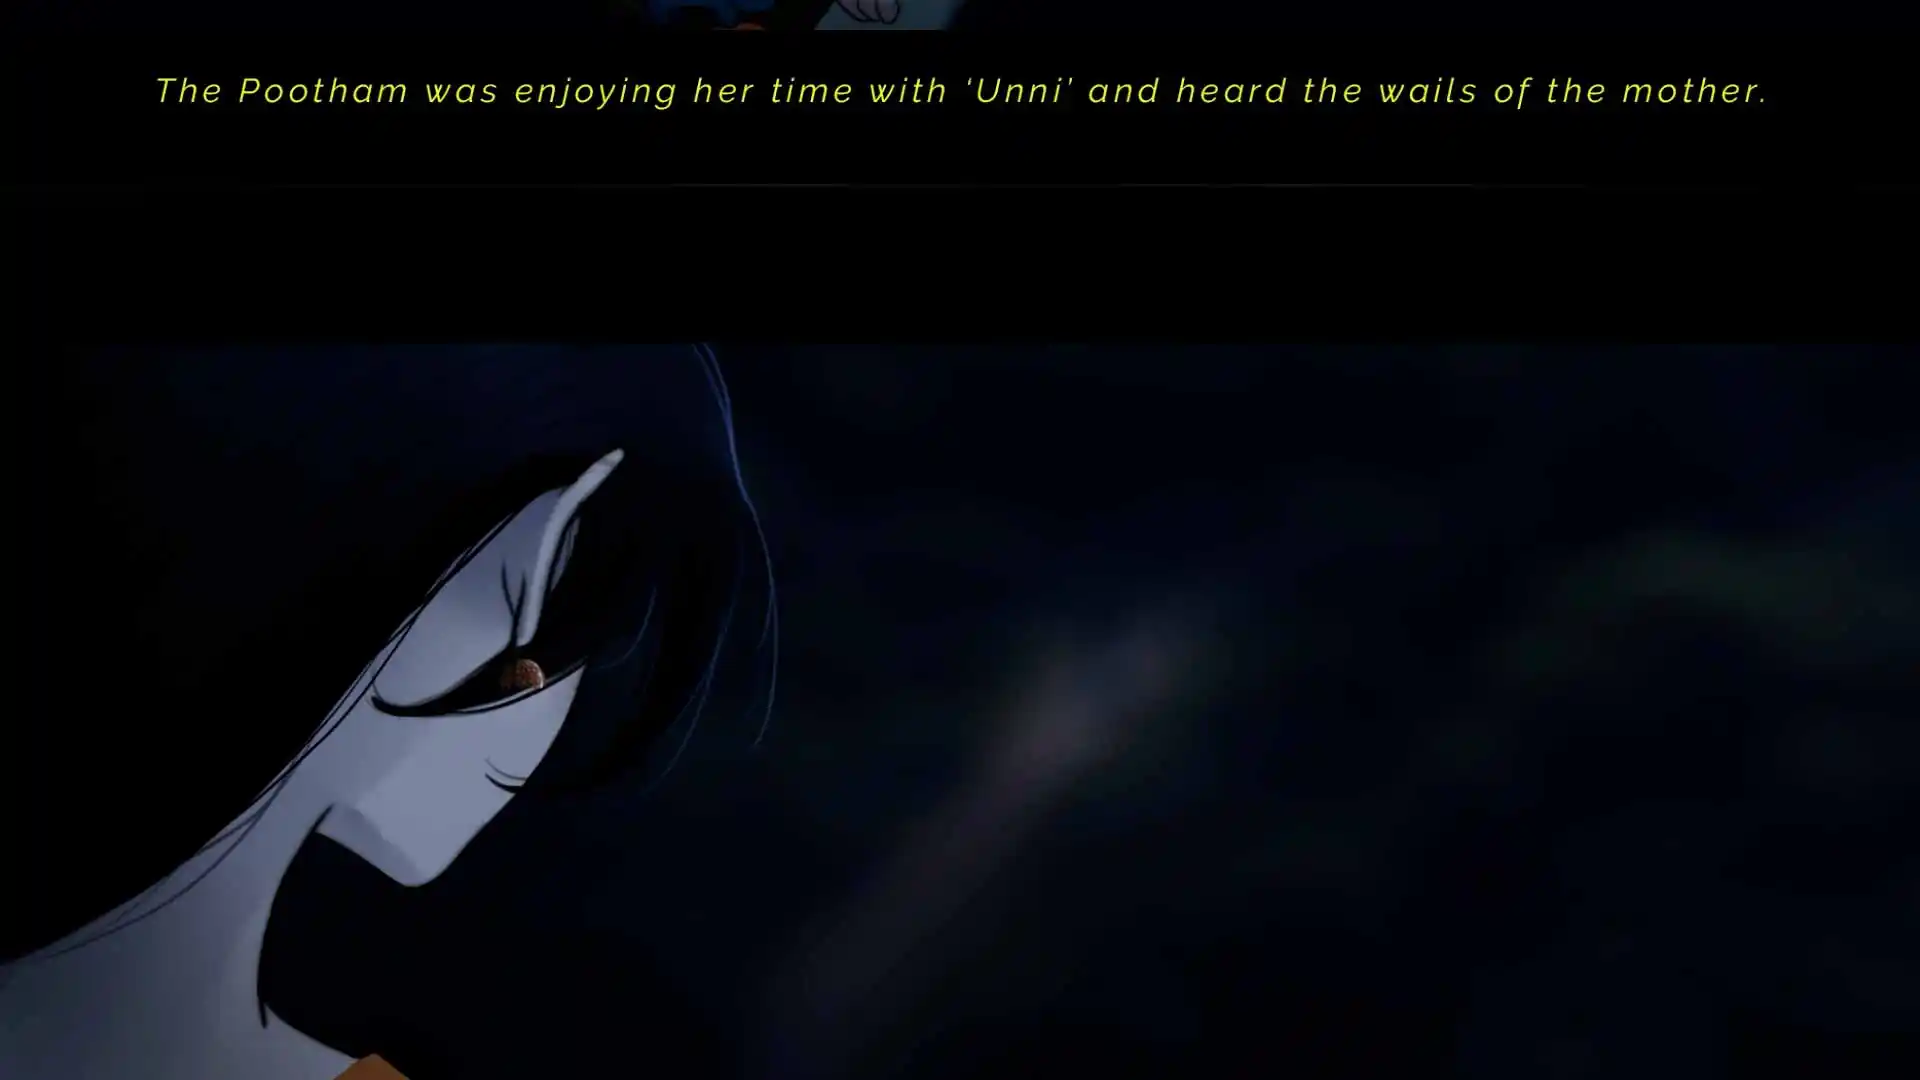 The Pootham was enjoying her time with ‘Unni’ and heard the wails of the mother.